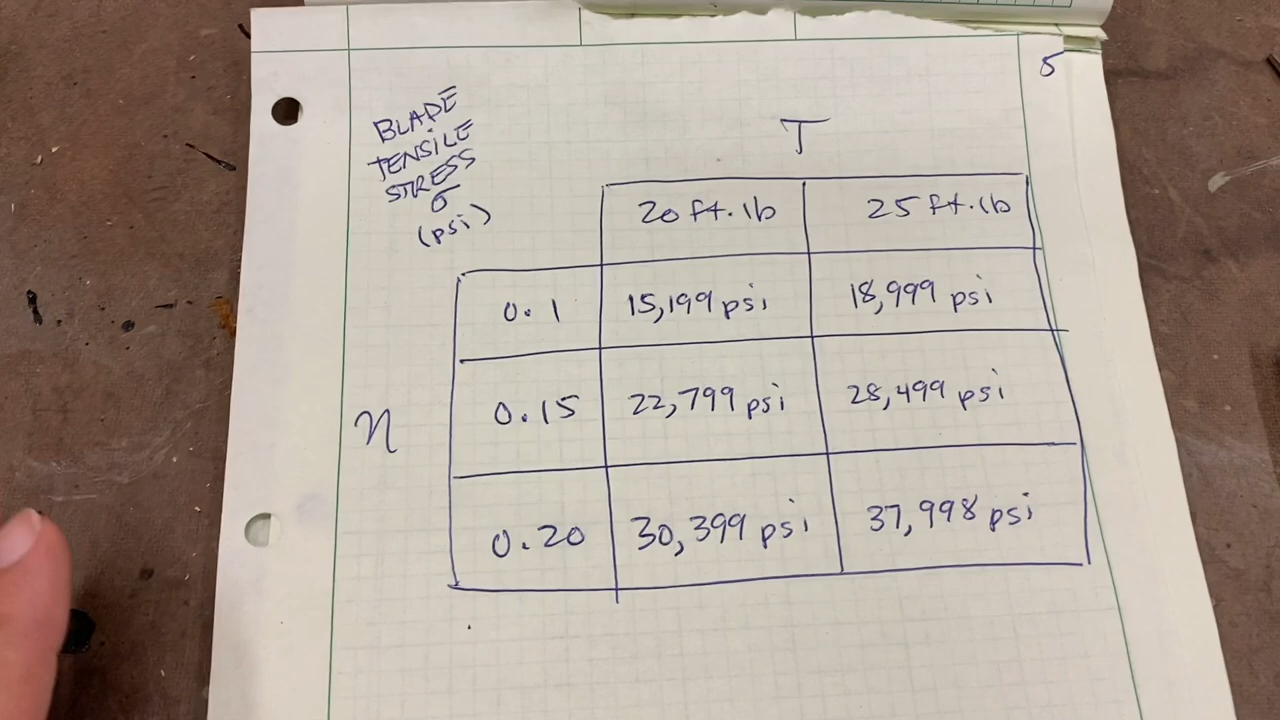 5
BLADE
TENSILE
STRESS
σ
(psi)
T
20 ft.lb 25 ft.lb
0.1 15,199 psi 18,999 psi
η 0.15 22,799 psi 28,499 psi
0.20 30,399 psi 37,998 psi